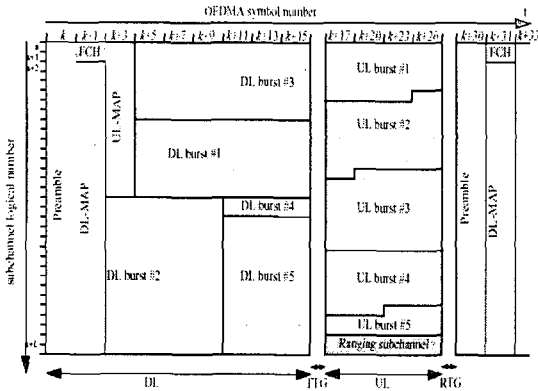 OFDMA symbol number t
k k+1 k+3 k+5 k+7 k+9 k+11 k+13 k+15 k+17 k+20 k+23 k+26 k+30 k+31 k+33
s
s+1
s+2
s+L
subchannel logical number
Preamble
FCH
DL-MAP
UL-MAP
DL burst #3
DL burst #1
DL burst #2
DL burst #4
DL burst #5
UL burst #1
UL burst #2
UL burst #3
UL burst #4
UL burst #5
Ranging subchannel
Preamble
FCH
DL-MAP
DL TTG UL RTG